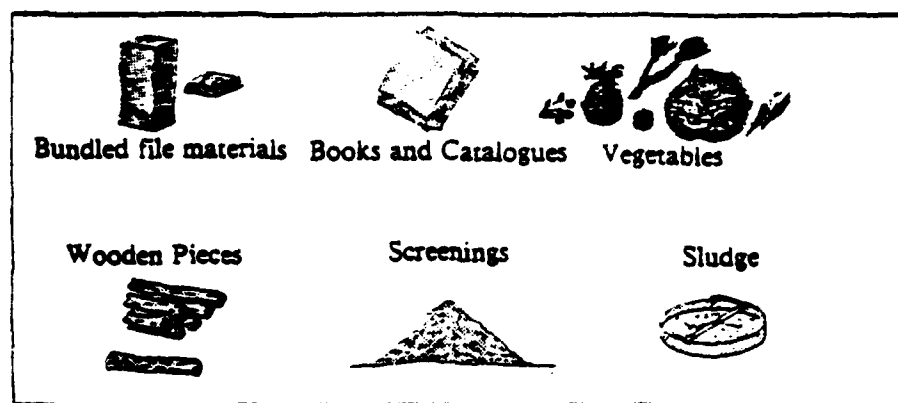 Bundled file materials Books and Catalogues Vegetables
Wooden Pieces Screenings Sludge